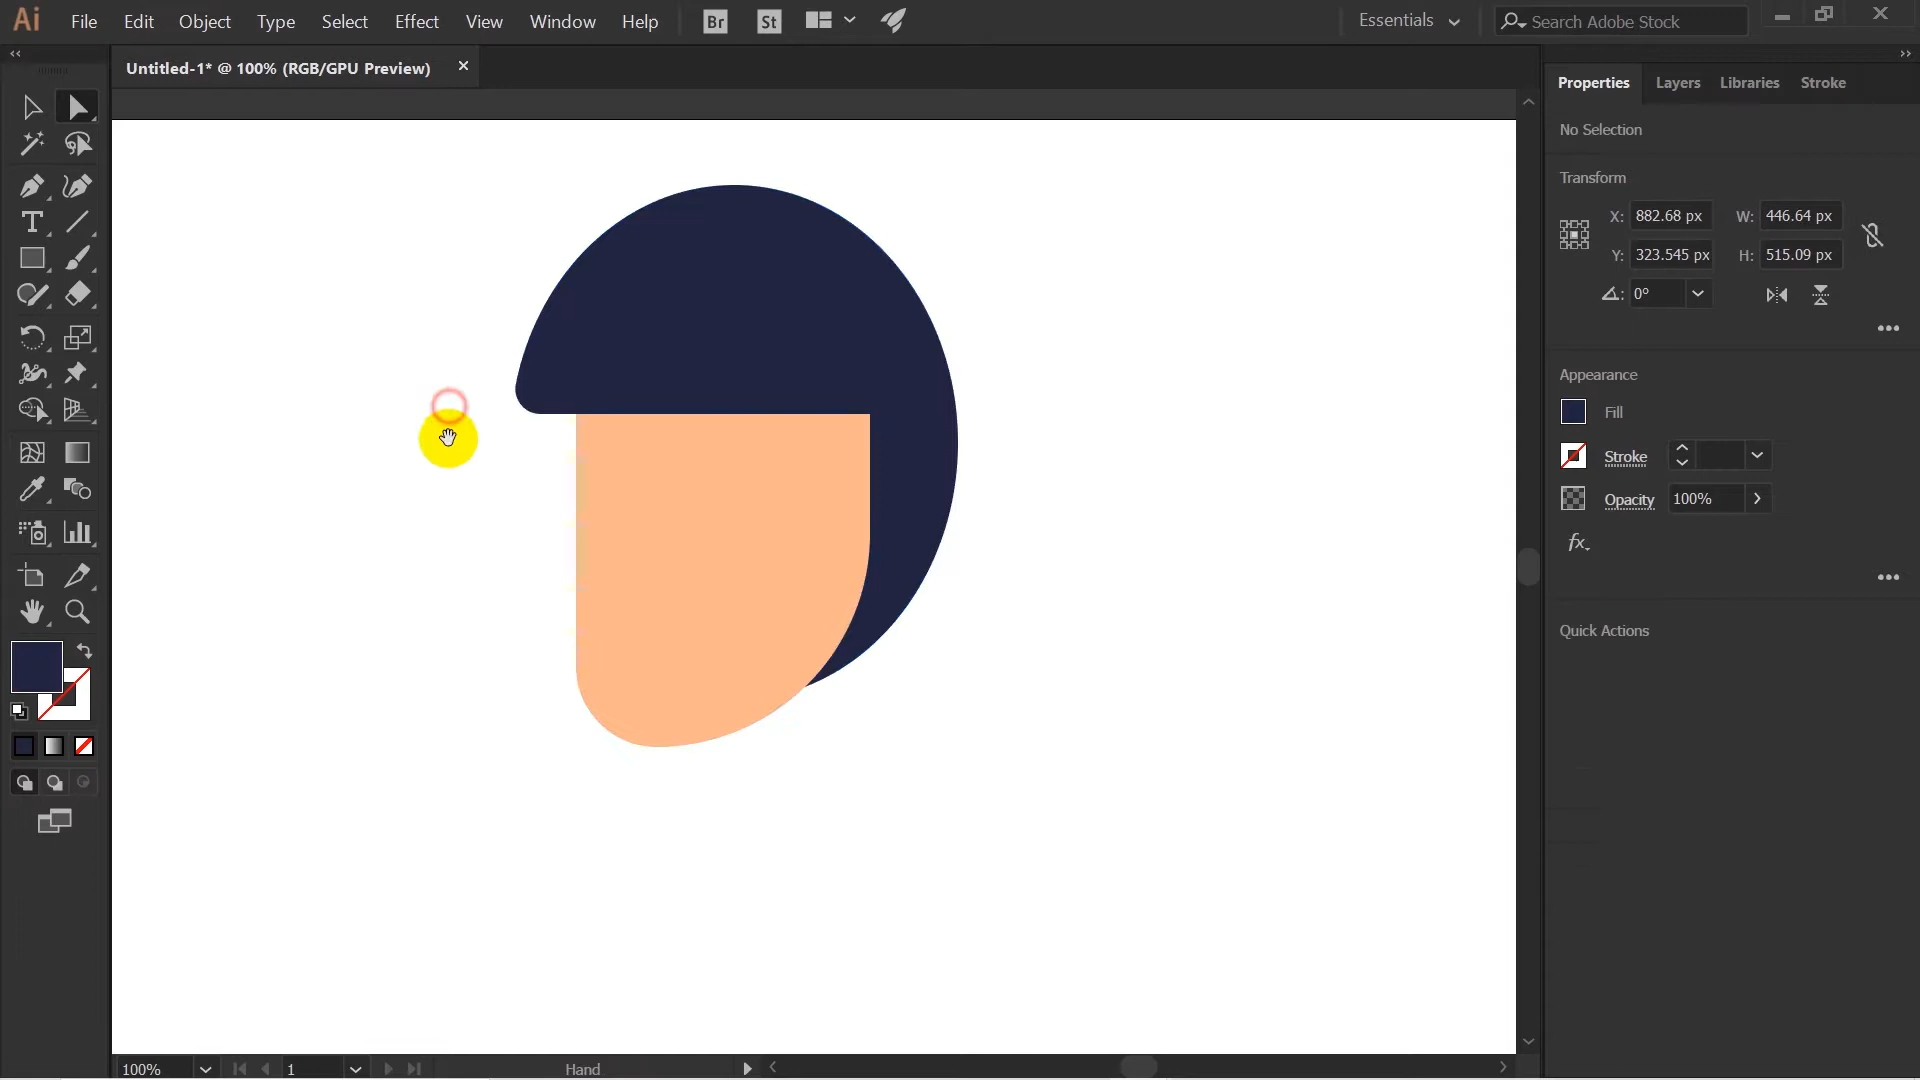 Ai File Edit Object Type Select Effect View Window Help Br St Essentials Search Adobe Stock
Untitled-1* @ 100% (RGB/GPU Preview)
Properties Layers Libraries Stroke
No Selection
Transform
X: 882.68 px W: 446.64 px
Y: 323.545 px H: 515.09 px
0°
Appearance
Fill
Stroke
Opacity 100%
fx
Quick Actions
T
100% 1 Hand